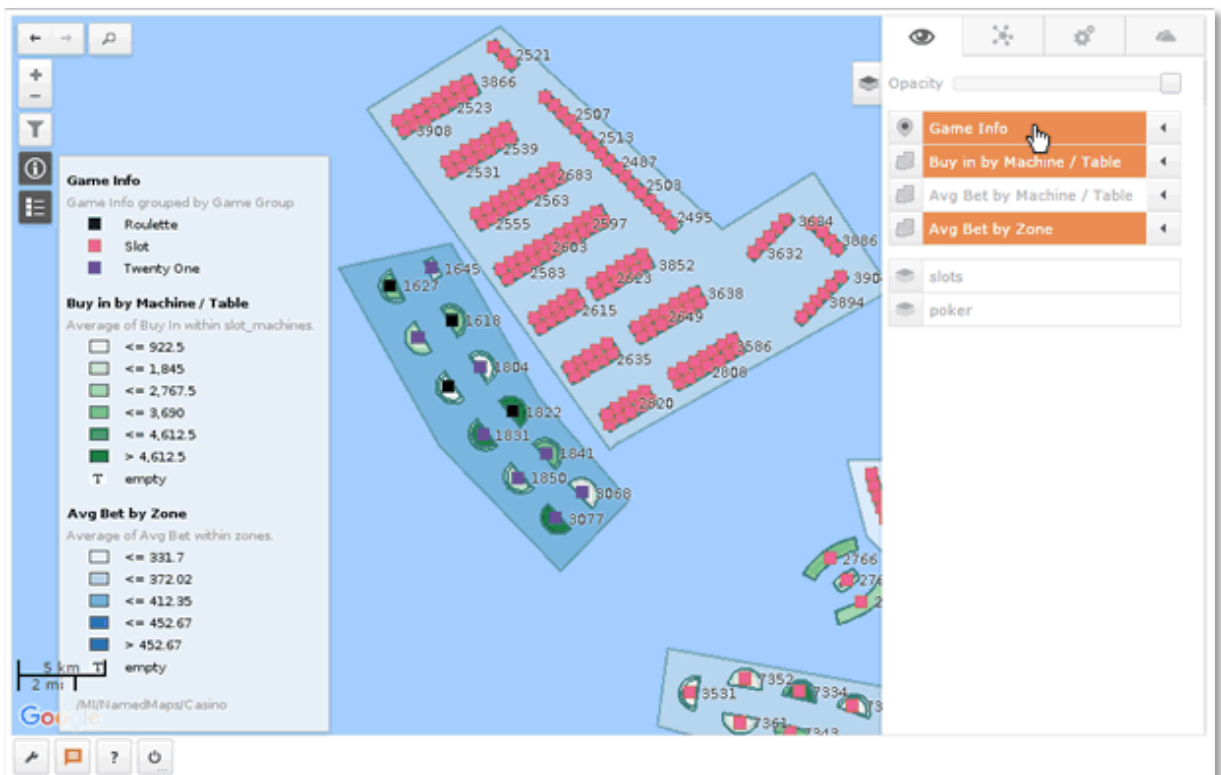 Opacity
Game Info
Buy in by Machine / Table
Avg Bet by Machine / Table
Avg Bet by Zone
slots
poker
Game Info
Game Info grouped by Game Group
Roulette
Slot
Twenty One
Buy in by Machine / Table
Average of Buy In within slot_machines.
<= 922.5
<= 1,845
<= 2,767.5
<= 3,690
<= 4,612.5
> 4,612.5
T empty
Avg Bet by Zone
Average of Avg Bet within zones.
<= 331.7
<= 372.02
<= 412.35
<= 452.67
> 452.67
T empty
5 km
2 mi
/MI/NamedMaps/Casino
Google
?
2521
3866
2523
3908
2507
2513
2539
2487
2531
2683
2503
2563
2555
2597
2495
2603
2583
3684
3886
3632
3852
2623
3894
2615
3638
2649
2635
3586
2808
2820
1645
1627
1618
1804
1822
1831
1841
1850
3068
3077
2766
3531
7352
7334
7361
7343